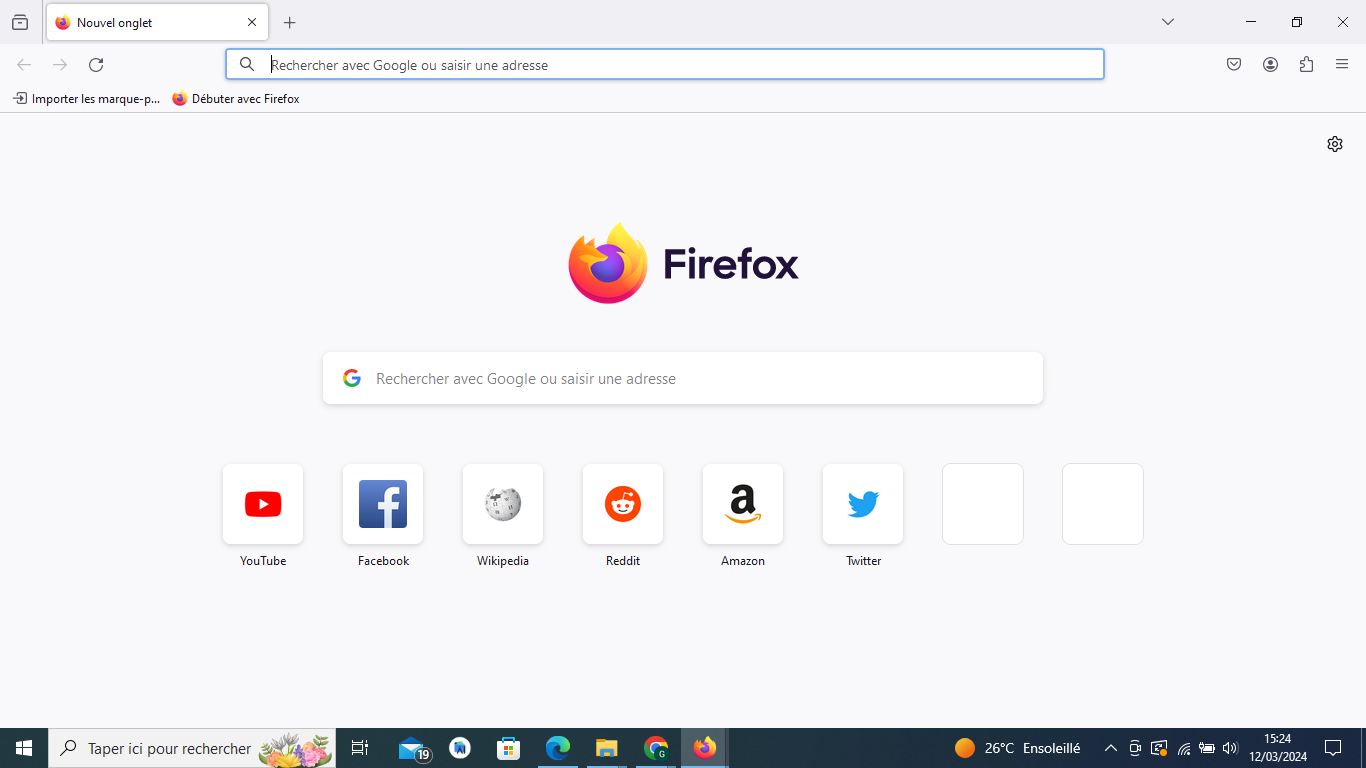 Nouvel onglet
Rechercher avec Google ou saisir une adresse
Importer les marque-p...
Débuter avec Firefox
Firefox
Rechercher avec Google ou saisir une adresse
YouTube
Facebook
Wikipedia
Reddit
Amazon
Twitter
Taper ici pour rechercher
19
G
26°C Ensoleillé
15:24
12/03/2024